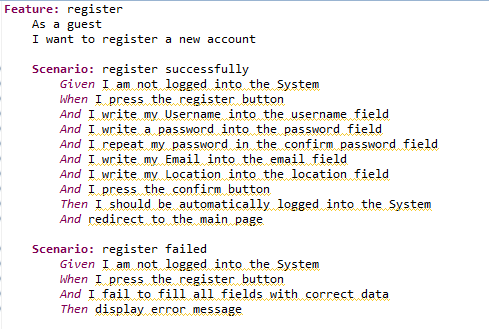 Feature: register
As a guest
I want to register a new account
Scenario: register successfully
Given I am not logged into the System
When I press the register button
And I write my Username into the username field
And I write a password into the password field
And I repeat my password in the confirm password field
And I write my Email into the email field
And I write my Location into the location field
And I press the confirm button
Then I should be automatically logged into the System
And redirect to the main page
Scenario: register failed
Given I am not logged into the System
When I press the register button
And I fail to fill all fields with correct data
Then display error message